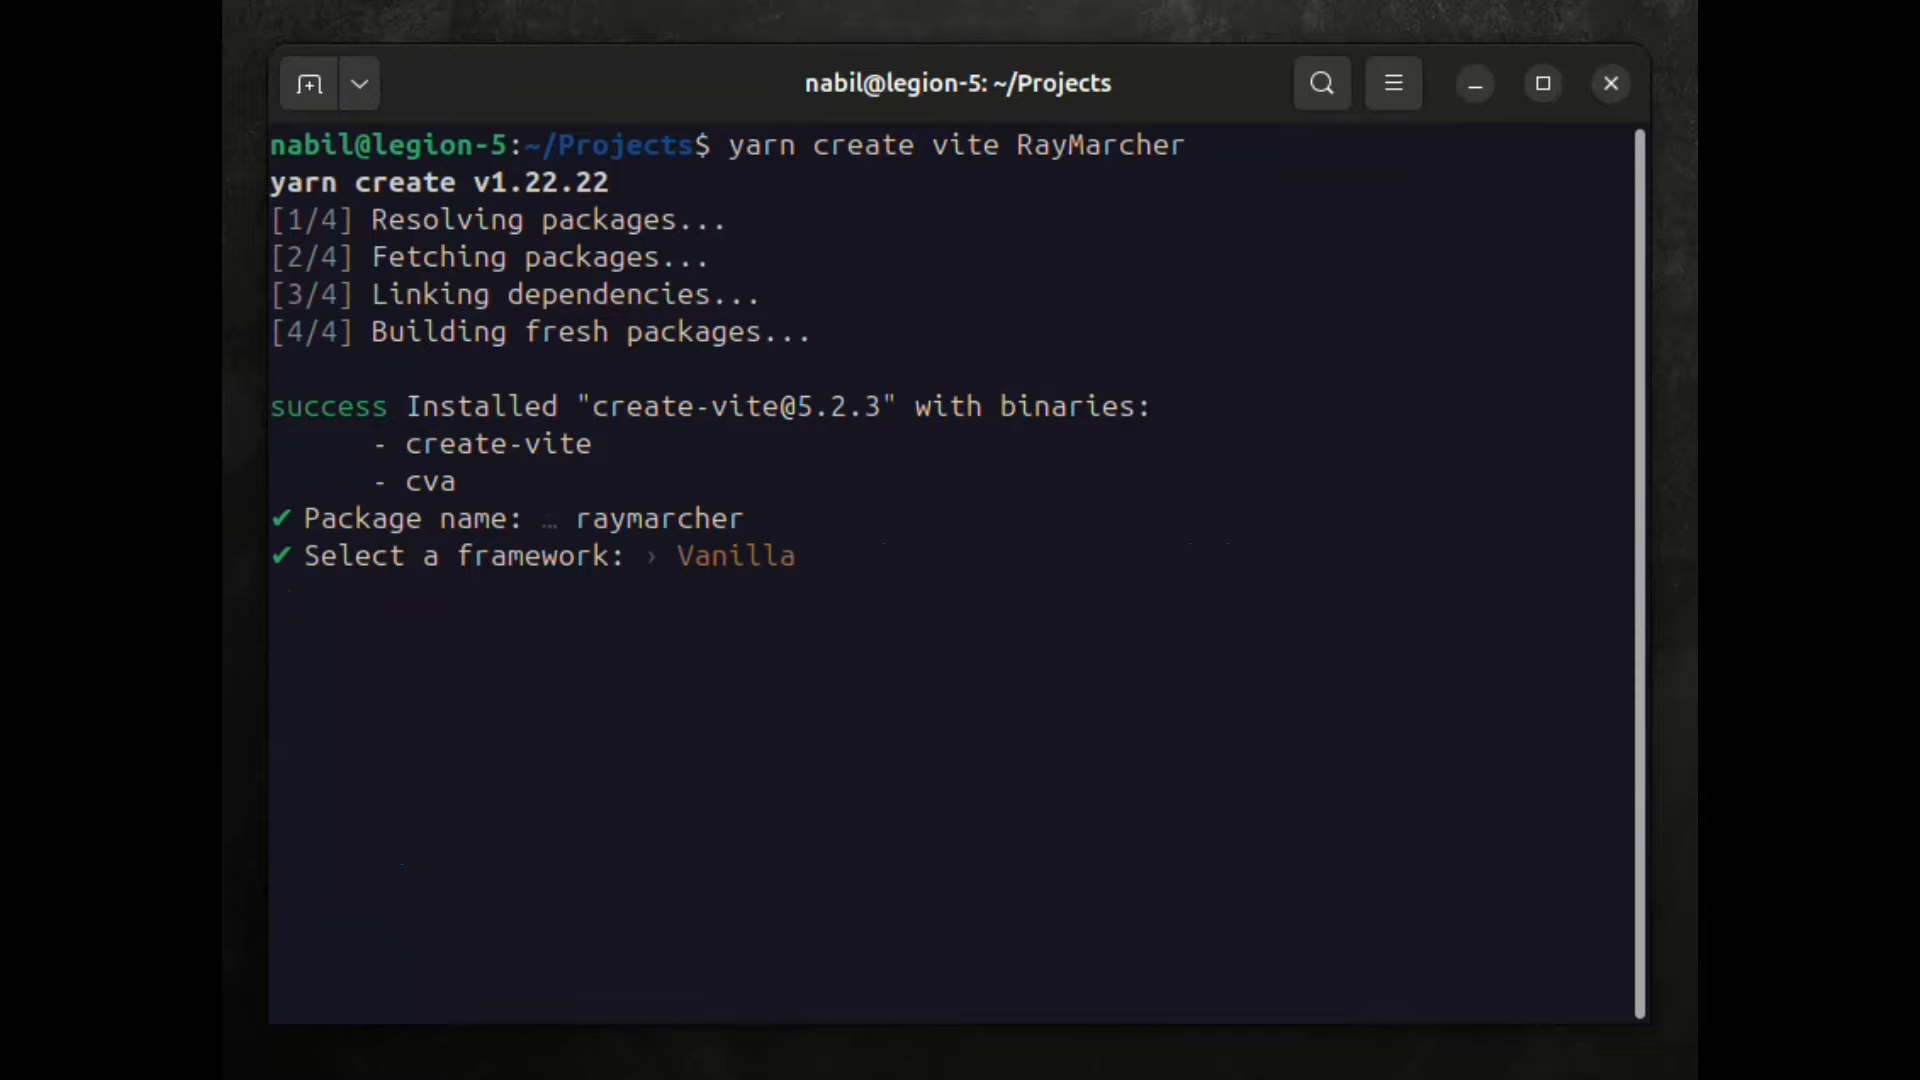 nabil@legion-5: ~/Projects
nabil@legion-5:~/Projects$ yarn create vite RayMarcher
yarn create v1.22.22
[1/4] Resolving packages...
[2/4] Fetching packages...
[3/4] Linking dependencies...
[4/4] Building fresh packages...
success Installed "create-vite@5.2.3" with binaries:
- create-vite
- cva
✔ Package name: … raymarcher
✔ Select a framework: › Vanilla